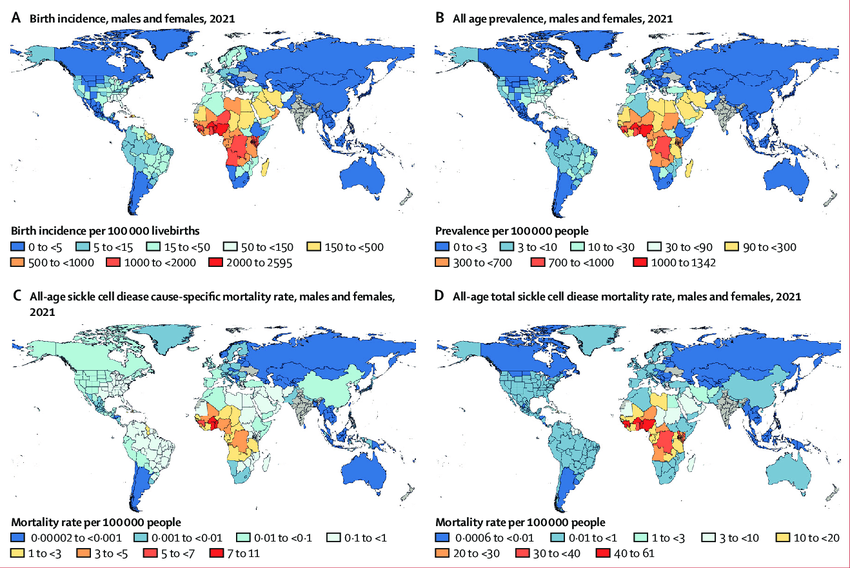 A Birth incidence, males and females, 2021
Birth incidence per 100 000 livebirths
0 to <5 5 to <15 15 to <50 50 to <150 150 to <500
500 to <1000 1000 to <2000 2000 to 2595
B All age prevalence, males and females, 2021
Prevalence per 100 000 people
0 to <3 3 to <10 10 to <30 30 to <90 90 to <300
300 to <700 700 to <1000 1000 to 1342
C All-age sickle cell disease cause-specific mortality rate, males and females,
2021
Mortality rate per 100 000 people
0·00002 to <0·001 0·001 to <0·01 0·01 to <0·1 0·1 to <1
1 to <3 3 to <5 5 to <7 7 to 11
D All-age total sickle cell disease mortality rate, males and females, 2021
Mortality rate per 100 000 people
0·0006 to <0·01 0·01 to <1 1 to <3 3 to <10 10 to <20
20 to <30 30 to <40 40 to 61